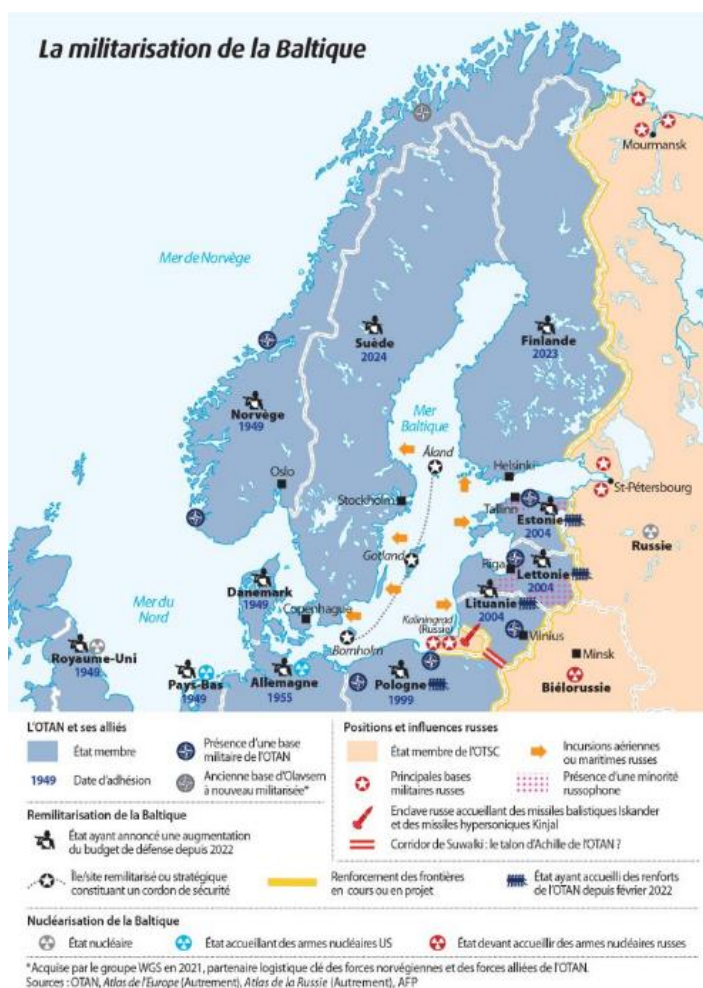 La militarisation de la Baltique
Mourmansk
Mer de Norvège
Suède
2024
Finlande
2023
Norvège
1949
Mer
Baltique
Åland
Oslo
Helsinki
Stockholm
Tallinn
St-Pétersbourg
Estonie
2004
Russie
Gotland
Riga
Lettonie
2004
Danemark
1949
Lituanie
2004
Mer du
Nord
Copenhague
Kaliningrad
(Russie)
Vilnius
Bornholm
Minsk
Royaume-Uni
1949
Pays-Bas
1949
Allemagne
1955
Pologne
1999
Biélorussie
L'OTAN et ses alliés
État membre
1949 Date d'adhésion
Présence d'une base
militaire de l'OTAN
Ancienne base d'Olavsern
à nouveau militarisée*
Remilitarisation de la Baltique
État ayant annoncé une augmentation
du budget de défense depuis 2022
Île/site remilitarisé ou stratégique
constituant un cordon de sécurité
Positions et influences russes
État membre de l'OTSC
Incursions aériennes
ou maritimes russes
Principales bases
militaires russes
Présence d'une minorité
russophone
Enclave russe accueillant des missiles balistiques Iskander
et des missiles hypersoniques Kinjal
Corridor de Suwalki : le talon d'Achille de l'OTAN ?
Renforcement des frontières
en cours ou en projet
État ayant accueilli des renforts
de l'OTAN depuis février 2022
Nucléarisation de la Baltique
État nucléaire
État accueillant des armes nucléaires US
État devant accueillir des armes nucléaires russes
*Acquise par le groupe WGS en 2021, partenaire logistique clé des forces norvégiennes et des forces alliées de l'OTAN.
Sources : OTAN, Atlas de l'Europe (Autrement), Atlas de la Russie (Autrement), AFP